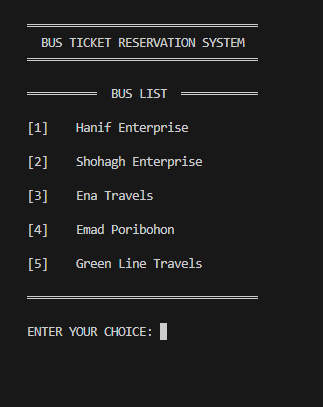 BUS TICKET RESERVATION SYSTEM
BUS LIST
[1] Hanif Enterprise
[2] Shohagh Enterprise
[3] Ena Travels
[4] Emad Poribohon
[5] Green Line Travels
ENTER YOUR CHOICE: